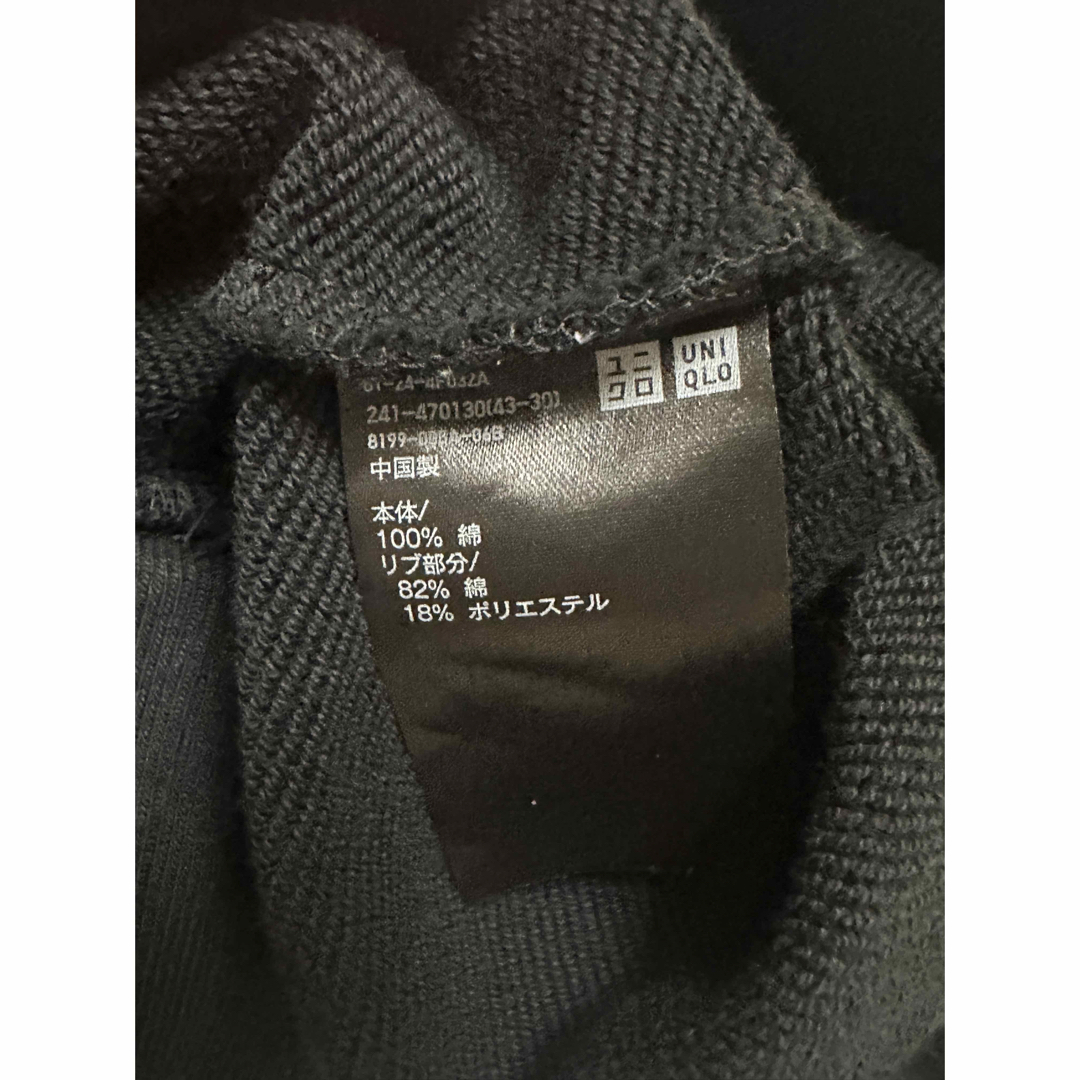 ユニ
クロ
UNI
QLO
241-470130(43-30)
中国製
本体/
100% 綿
リブ部分/
82% 綿
18% ポリエステル